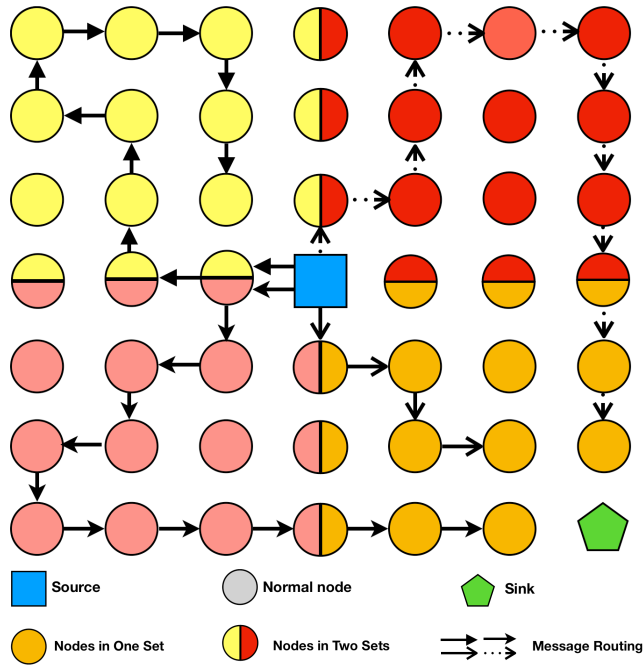 Source
Normal node
Sink
Nodes in One Set
Nodes in Two Sets
Message Routing